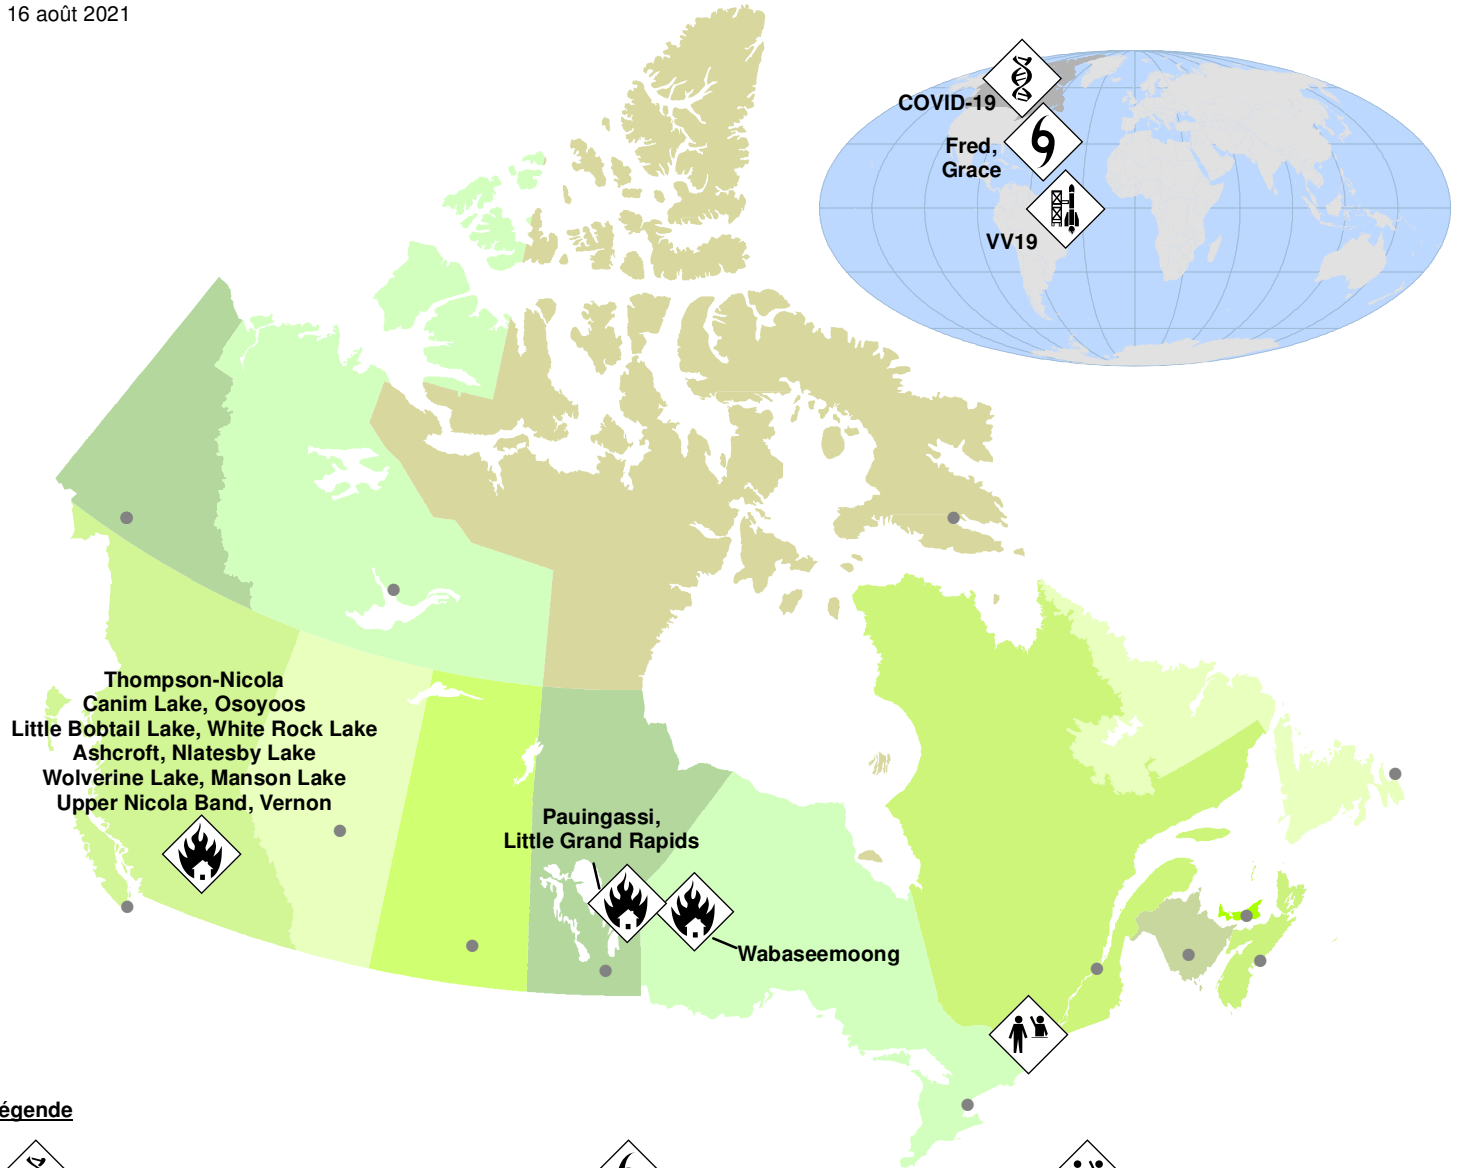 16 août 2021
COVID-19
Fred,
Grace
VV19
Thompson-Nicola
Canim Lake, Osoyoos
Little Bobtail Lake, White Rock Lake
Ashcroft, Nlatesby Lake
Wolverine Lake, Manson Lake
Upper Nicola Band, Vernon
Pauingassi,
Little Grand Rapids
Wabaseemoong
égende